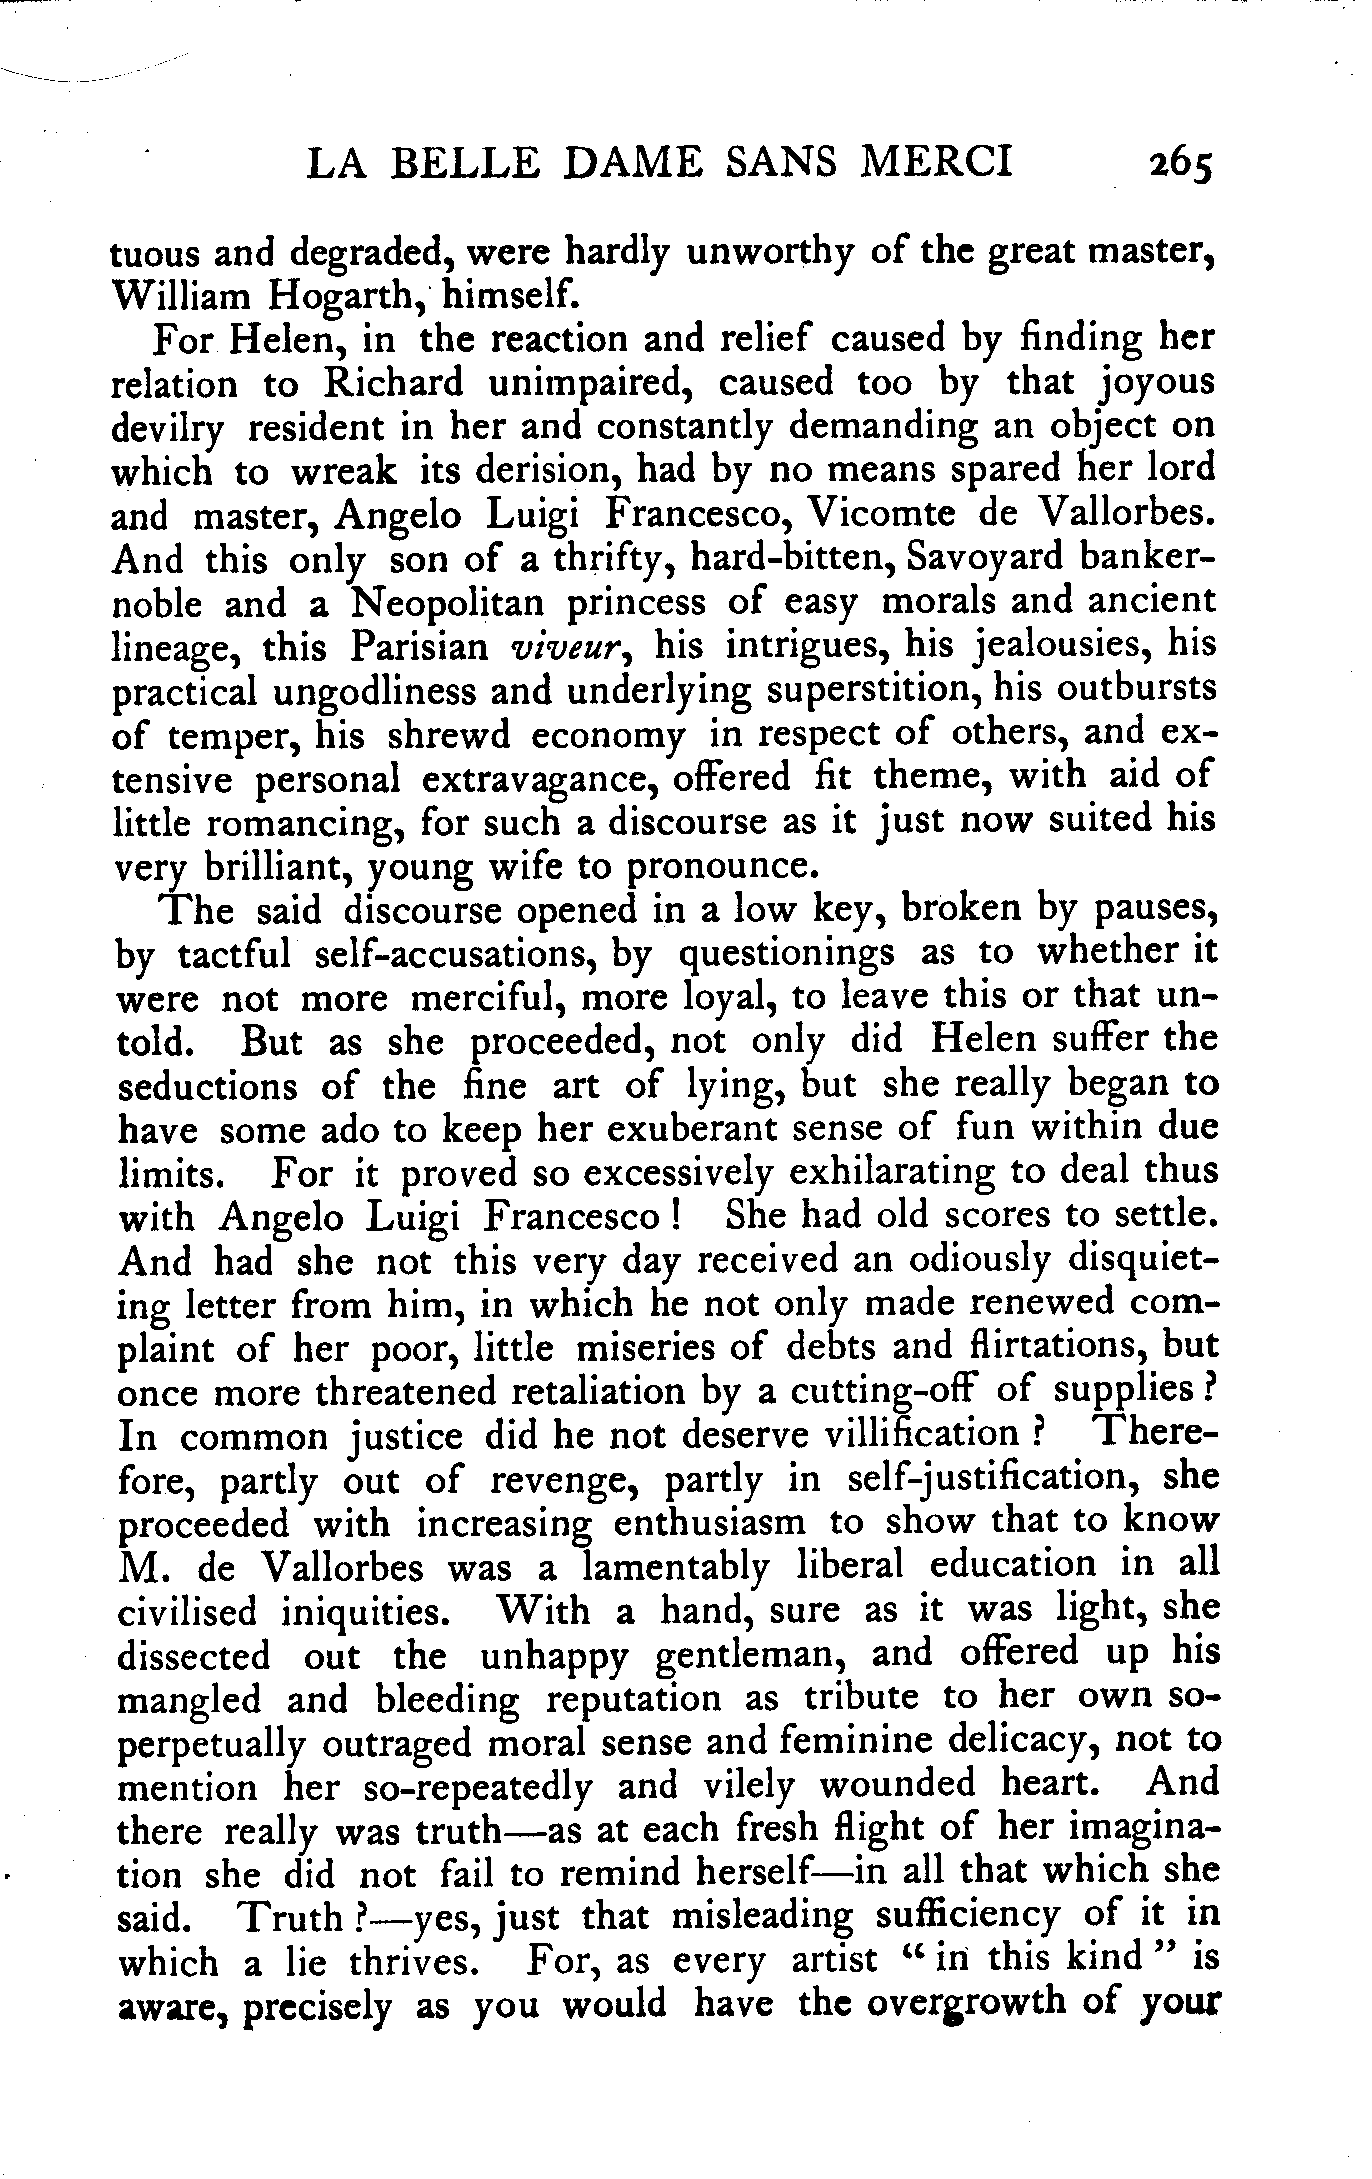 LA BELLE DAME SANS MERCI 265
tuous and degraded, were hardly unworthy of the great master,
William Hogarth, himself.
For Helen, in the reaction and relief caused by finding her
relation to Richard unimpaired, caused too by that joyous
devilry resident in her and constantly demanding an object on
which to wreak its derision, had by no means spared her lord
and master, Angelo Luigi Francesco, Vicomte de Vallorbes.
And this only son of a thrifty, hard-bitten, Savoyard banker-
noble and a Neopolitan princess of easy morals and ancient
lineage, this Parisian viveur, his intrigues, his jealousies, his
practical ungodliness and underlying superstition, his outbursts
of temper, his shrewd economy in respect of others, and ex-
tensive personal extravagance, offered fit theme, with aid of
little romancing, for such a discourse as it just now suited his
very brilliant, young wife to pronounce.
The said discourse opened in a low key, broken by pauses,
by tactful self-accusations, by questionings as to whether it
were not more merciful, more loyal, to leave this or that un-
told. But as she proceeded, not only did Helen suffer the
seductions of the fine art of lying, but she really began to
have some ado to keep her exuberant sense of fun within due
limits. For it proved so excessively exhilarating to deal thus
with Angelo Luigi Francesco ! She had old scores to settle.
And had she not this very day received an odiously disquiet-
ing letter from him, in which he not only made renewed com-
plaint of her poor, little miseries of debts and flirtations, but
once more threatened retaliation by a cutting-off of supplies ?
In common justice did he not deserve villification ? There-
fore, partly out of revenge, partly in self-justification, she
proceeded with increasing enthusiasm to show that to know
M. de Vallorbes was a lamentably liberal education in all
civilised iniquities. With a hand, sure as it was light, she
dissected out the unhappy gentleman, and offered up his
mangled and bleeding reputation as tribute to her own so-
perpetually outraged moral sense and feminine delicacy, not to
mention her so-repeatedly and vilely wounded heart. And
there really was truth—as at each fresh flight of her imagina-
tion she did not fail to remind herself—in all that which she
said. Truth ?—yes, just that misleading sufficiency of it in
which a lie thrives. For, as every artist “ in this kind ” is
aware, precisely as you would have the overgrowth of your